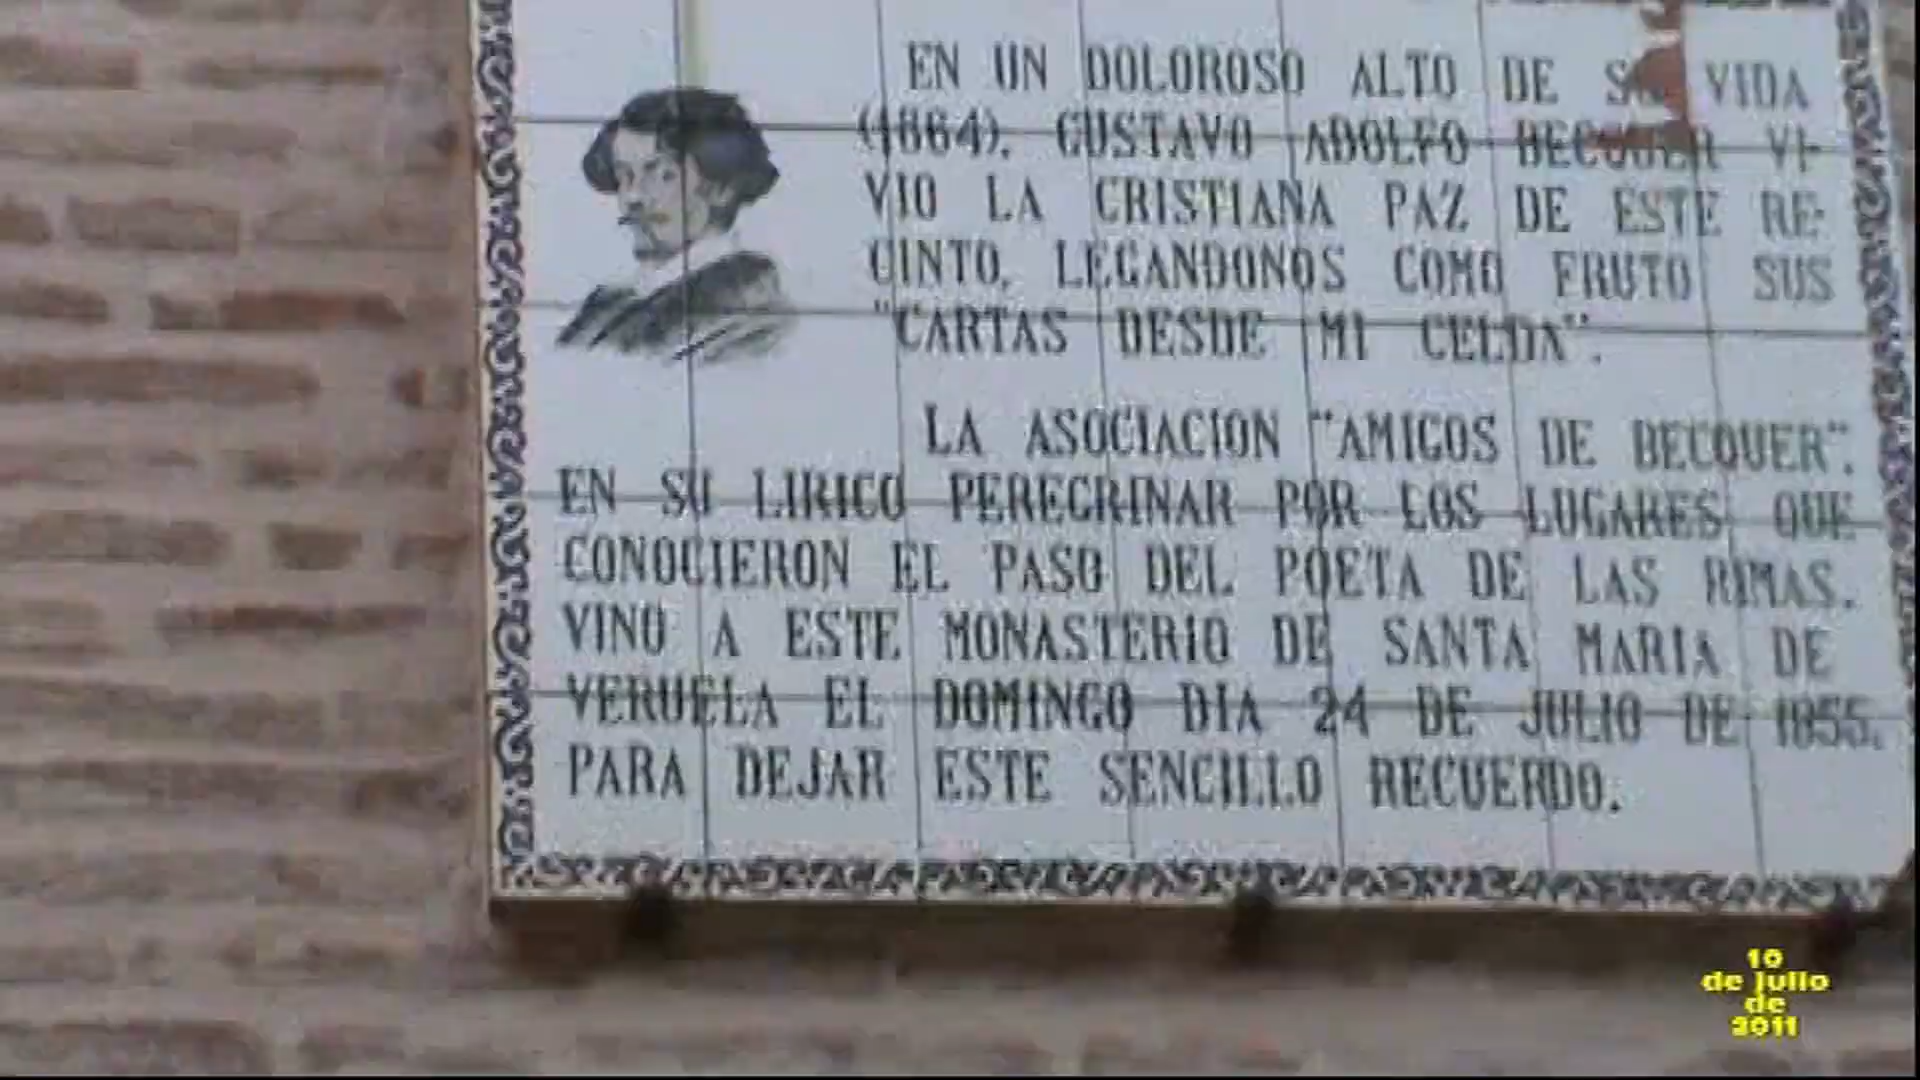 EN UN DOLOROSO ALTO DE SU VIDA
(1864), GUSTAVO ADOLFO BECQUER VI-
VIO LA CRISTIANA PAZ DE ESTE RE-
CINTO, LEGANDONOS COMO FRUTO SUS
"CARTAS DESDE MI CELDA".
LA ASOCIACION "AMIGOS DE BECQUER",
EN SU LIRICO PEREGRINAR POR LOS LUGARES QUE
CONOCIERON EL PASO DEL POETA DE LAS RIMAS,
VINO A ESTE MONASTERIO DE SANTA MARIA DE
VERUELA EL DOMINGO DIA 24 DE JULIO DE 1855,
PARA DEJAR ESTE SENCILLO RECUERDO.
10
de julio
de
2011